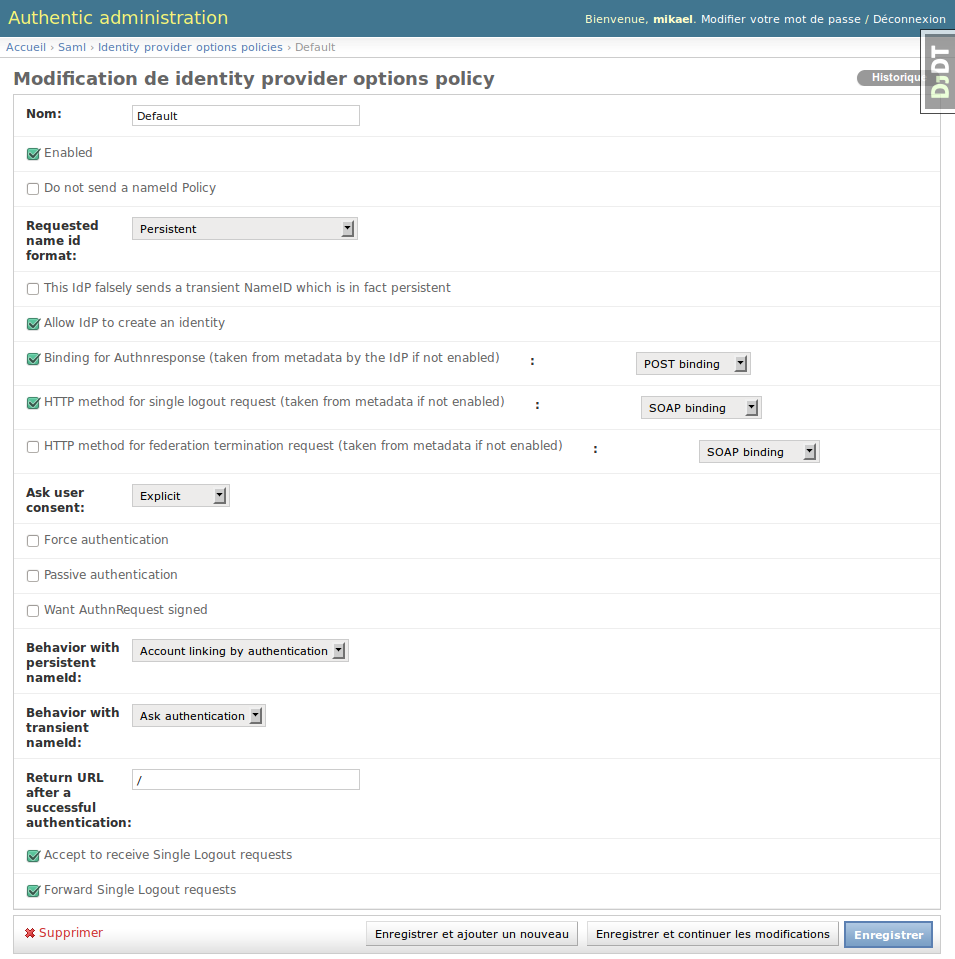 Authentic administration
Bienvenue, mikael. Modifier votre mot de passe / Déconnexion
Accueil › Saml › Identity provider options policies › Default
DjDT
Modification de identity provider options policy
Historiqu
Nom:
Default
Enabled
Do not send a nameId Policy
Requested
name id
format:
Persistent
This IdP falsely sends a transient NameID which is in fact persistent
Allow IdP to create an identity
Binding for Authnresponse (taken from metadata by the IdP if not enabled) : POST binding
HTTP method for single logout request (taken from metadata if not enabled) : SOAP binding
HTTP method for federation termination request (taken from metadata if not enabled) : SOAP binding
Ask user
consent:
Explicit
Force authentication
Passive authentication
Want AuthnRequest signed
Behavior with
persistent
nameId:
Account linking by authentication
Behavior with
transient
nameId:
Ask authentication
Return URL
after a
successful
authentication:
/
Accept to receive Single Logout requests
Forward Single Logout requests
Supprimer
Enregistrer et ajouter un nouveau
Enregistrer et continuer les modifications
Enregistrer